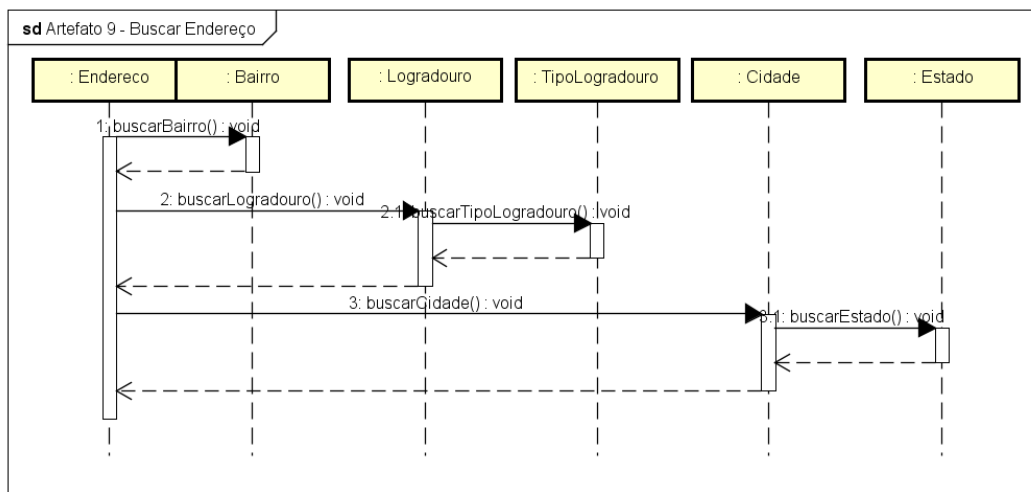 sd Artefato 9 - Buscar Endereço
: Endereco
: Bairro
: Logradouro
: TipoLogradouro
: Cidade
: Estado
1: buscarBairro() : void
2: buscarLogradouro() : void
2.1: buscarTipoLogradouro() : void
3: buscarCidade() : void
3.1: buscarEstado() : void